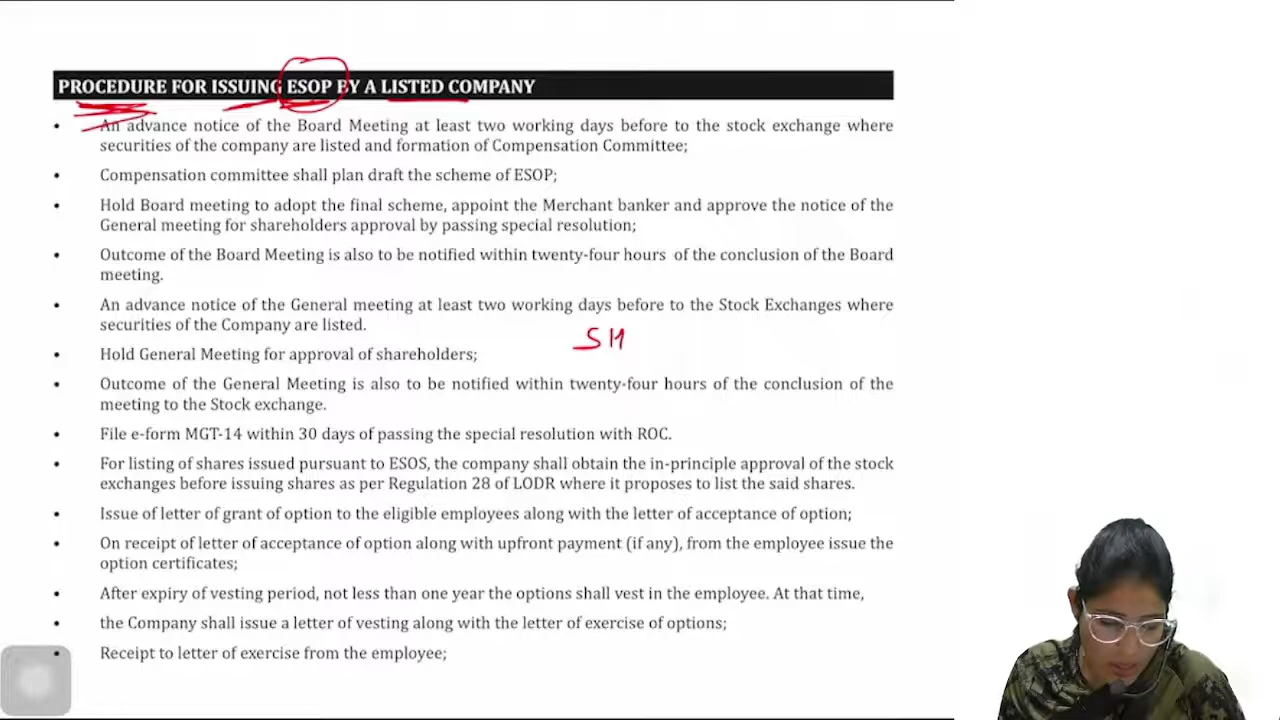 PROCEDURE FOR ISSUING ESOP BY A LISTED COMPANY
• An advance notice of the Board Meeting at least two working days before to the stock exchange where
securities of the company are listed and formation of Compensation Committee;
• Compensation committee shall plan draft the scheme of ESOP;
• Hold Board meeting to adopt the final scheme, appoint the Merchant banker and approve the notice of the
General meeting for shareholders approval by passing special resolution;
• Outcome of the Board Meeting is also to be notified within twenty-four hours of the conclusion of the Board
meeting.
• An advance notice of the General meeting at least two working days before to the Stock Exchanges where
securities of the Company are listed.
SH
• Hold General Meeting for approval of shareholders;
• Outcome of the General Meeting is also to be notified within twenty-four hours of the conclusion of the
meeting to the Stock exchange.
• File e-form MGT-14 within 30 days of passing the special resolution with ROC.
• For listing of shares issued pursuant to ESOS, the company shall obtain the in-principle approval of the stock
exchanges before issuing shares as per Regulation 28 of LODR where it proposes to list the said shares.
• Issue of letter of grant of option to the eligible employees along with the letter of acceptance of option;
• On receipt of letter of acceptance of option along with upfront payment (if any), from the employee issue the
option certificates;
• After expiry of vesting period, not less than one year the options shall vest in the employee. At that time,
• the Company shall issue a letter of vesting along with the letter of exercise of options;
• Receipt to letter of exercise from the employee;